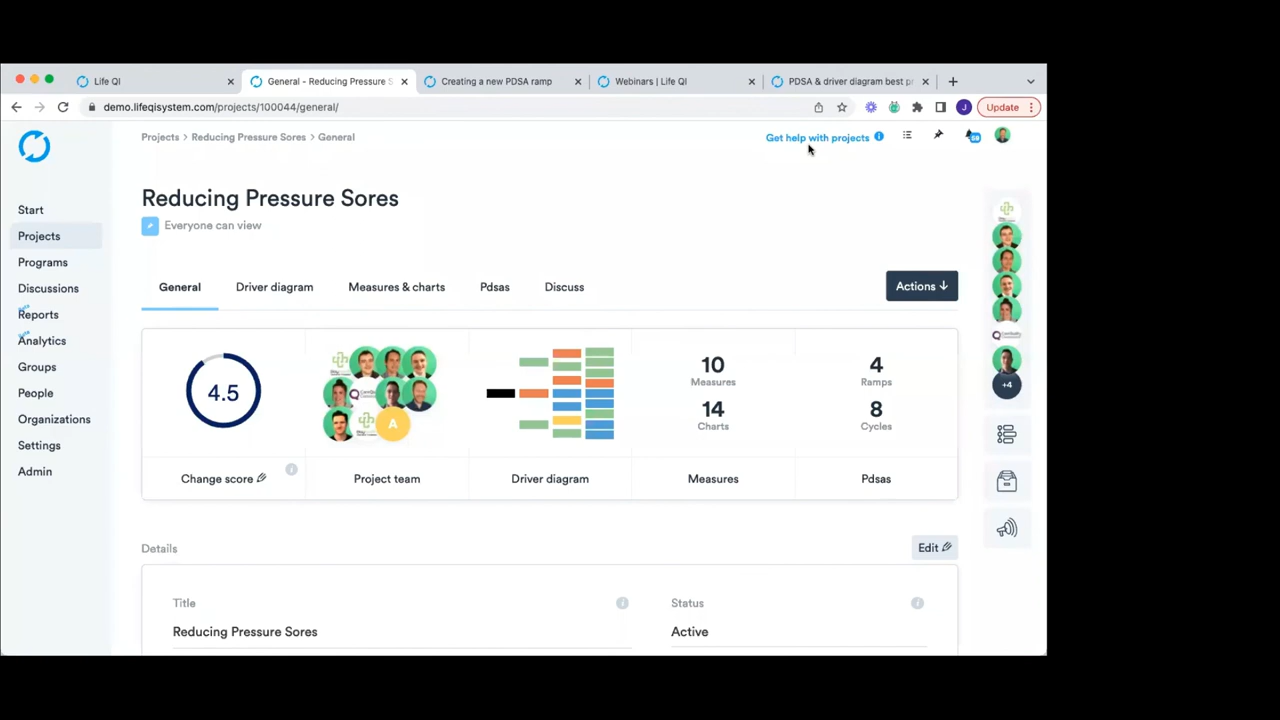 Life QI
General - Reducing Pressure S
Creating a new PDSA ramp
Webinars | Life QI
PDSA & driver diagram best pr
demo.lifeqisystem.com/projects/100044/general/
J
Update
Projects > Reducing Pressure Sores > General
Get help with projects
Reducing Pressure Sores
Everyone can view
Start
Projects
Programs
Discussions
Reports
Analytics
Groups
People
Organizations
Settings
Admin
General
Driver diagram
Measures & charts
Pdsas
Discuss
Actions ↓
4.5
A
10
Measures
14
Charts
4
Ramps
8
Cycles
+4
Change score
Project team
Driver diagram
Measures
Pdsas
Details
Edit
Title
Status
Reducing Pressure Sores
Active